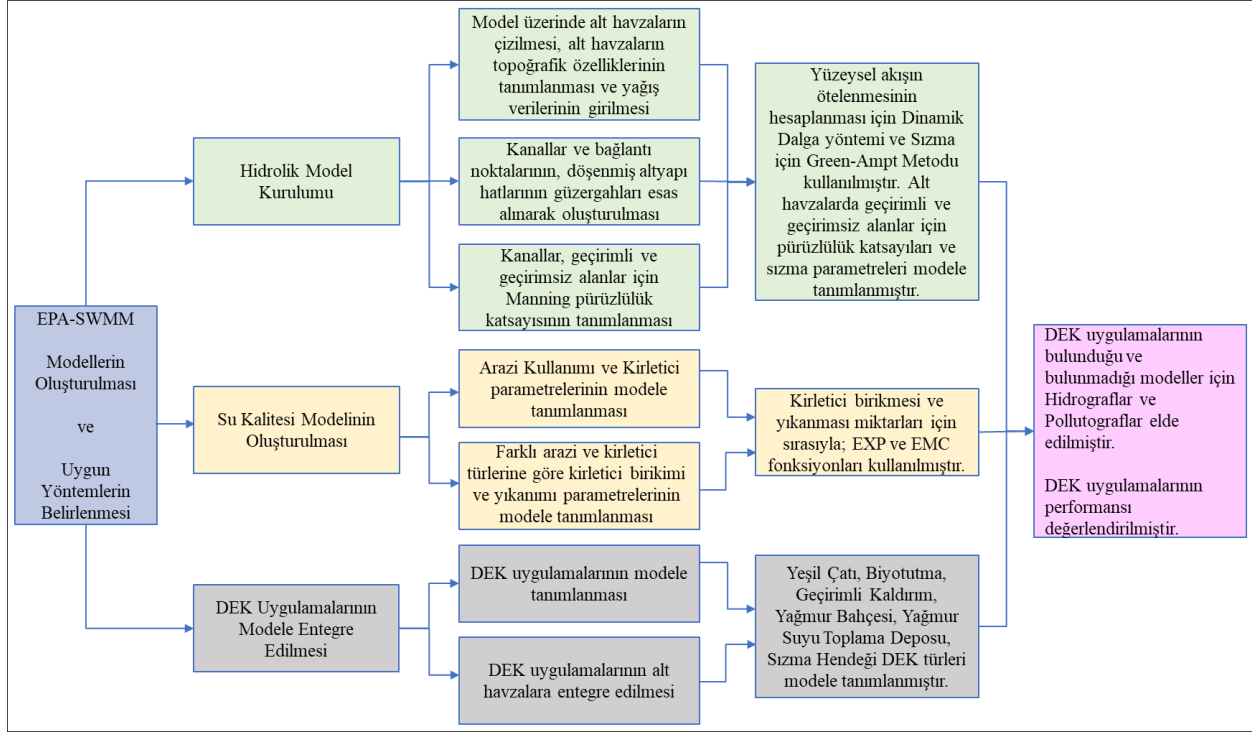 EPA-SWMM
Modellerin
Oluşturulması
ve
Uygun
Yöntemlerin
Belirlenmesi
Hidrolik Model
Kurulumu
Model üzerinde alt havzaların
çizilmesi, alt havzaların
topoğrafik özelliklerinin
tanımlanması ve yağış
verilerinin girilmesi
Kanallar ve bağlantı
noktalarının, döşenmiş altyapı
hatlarının güzergahları esas
alınarak oluşturulması
Kanallar, geçirimli ve
geçirimsiz alanlar için
Manning pürüzlülük
katsayısının tanımlanması
Yüzeysel akışın
ötelenmesinin
hesaplanması için Dinamik
Dalga yöntemi ve Sızma
için Green-Ampt Metodu
kullanılmıştır. Alt
havzalarda geçirimli ve
geçirimsiz alanlar için
pürüzlülük katsayıları ve
sızma parametreleri modele
tanımlanmıştır.
Su Kalitesi Modelinin
Oluşturulması
Arazi Kullanımı ve Kirletici
parametrelerinin modele
tanımlanması
Farklı arazi ve kirletici
türlerine göre kirletici birikimi
ve yıkanımı parametrelerinin
modele tanımlanması
Kirletici birikmesi ve
yıkanması miktarları için
sırasıyla; EXP ve EMC
fonksiyonları kullanılmıştır.
DEK Uygulamalarının
Modele Entegre
Edilmesi
DEK uygulamalarının modele
tanımlanması
DEK uygulamalarının alt
havzalara entegre edilmesi
Yeşil Çatı, Biyotutma,
Geçirimli Kaldırım,
Yağmur Bahçesi, Yağmur
Suyu Toplama Deposu,
Sızma Hendeği DEK türleri
modele tanımlanmıştır.
DEK uygulamalarının
bulunduğu ve
bulunmadığı modeller için
Hidrograflar ve
Pollutograflar elde
edilmiştir.
DEK uygulamalarının
performansı
değerlendirilmiştir.